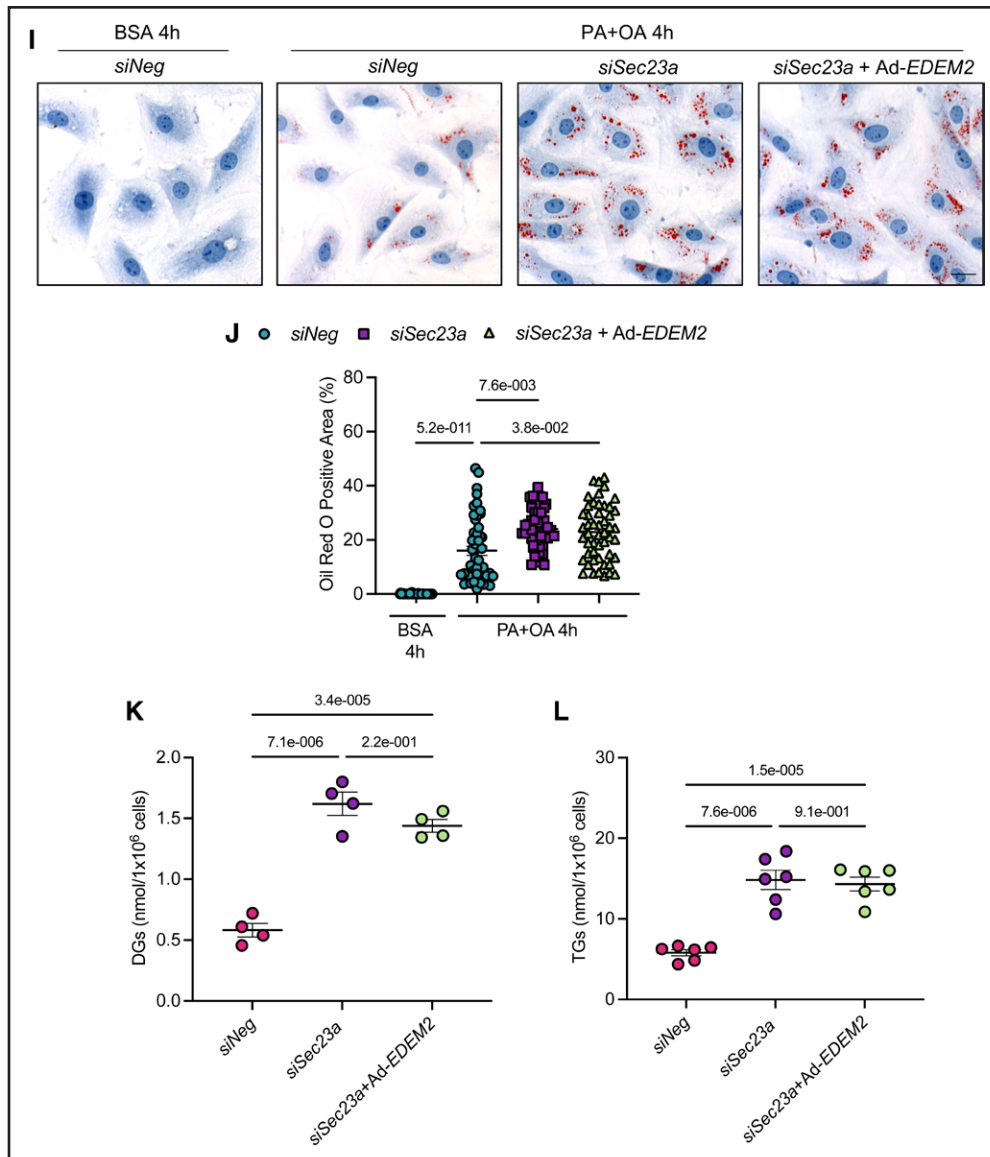 I
BSA 4h
PA+OA 4h
siNeg
siNeg
siSec23a
siSec23a + Ad-EDEM2
J
siNeg
siSec23a
siSec23a + Ad-EDEM2
Oil Red O Positive Area (%)
80
60
40
20
0
7.6e-003
5.2e-011
3.8e-002
BSA
4h
PA+OA 4h
K
DGs (nmol/1x10⁶ cells)
2.0
1.5
1.0
0.5
0.0
3.4e-005
7.1e-006
2.2e-001
siNeg
siSec23a
siSec23a+Ad-EDEM2
L
TGs (nmol/1x10⁶ cells)
30
20
10
0
1.5e-005
7.6e-006
9.1e-001
siNeg
siSec23a
siSec23a+Ad-EDEM2